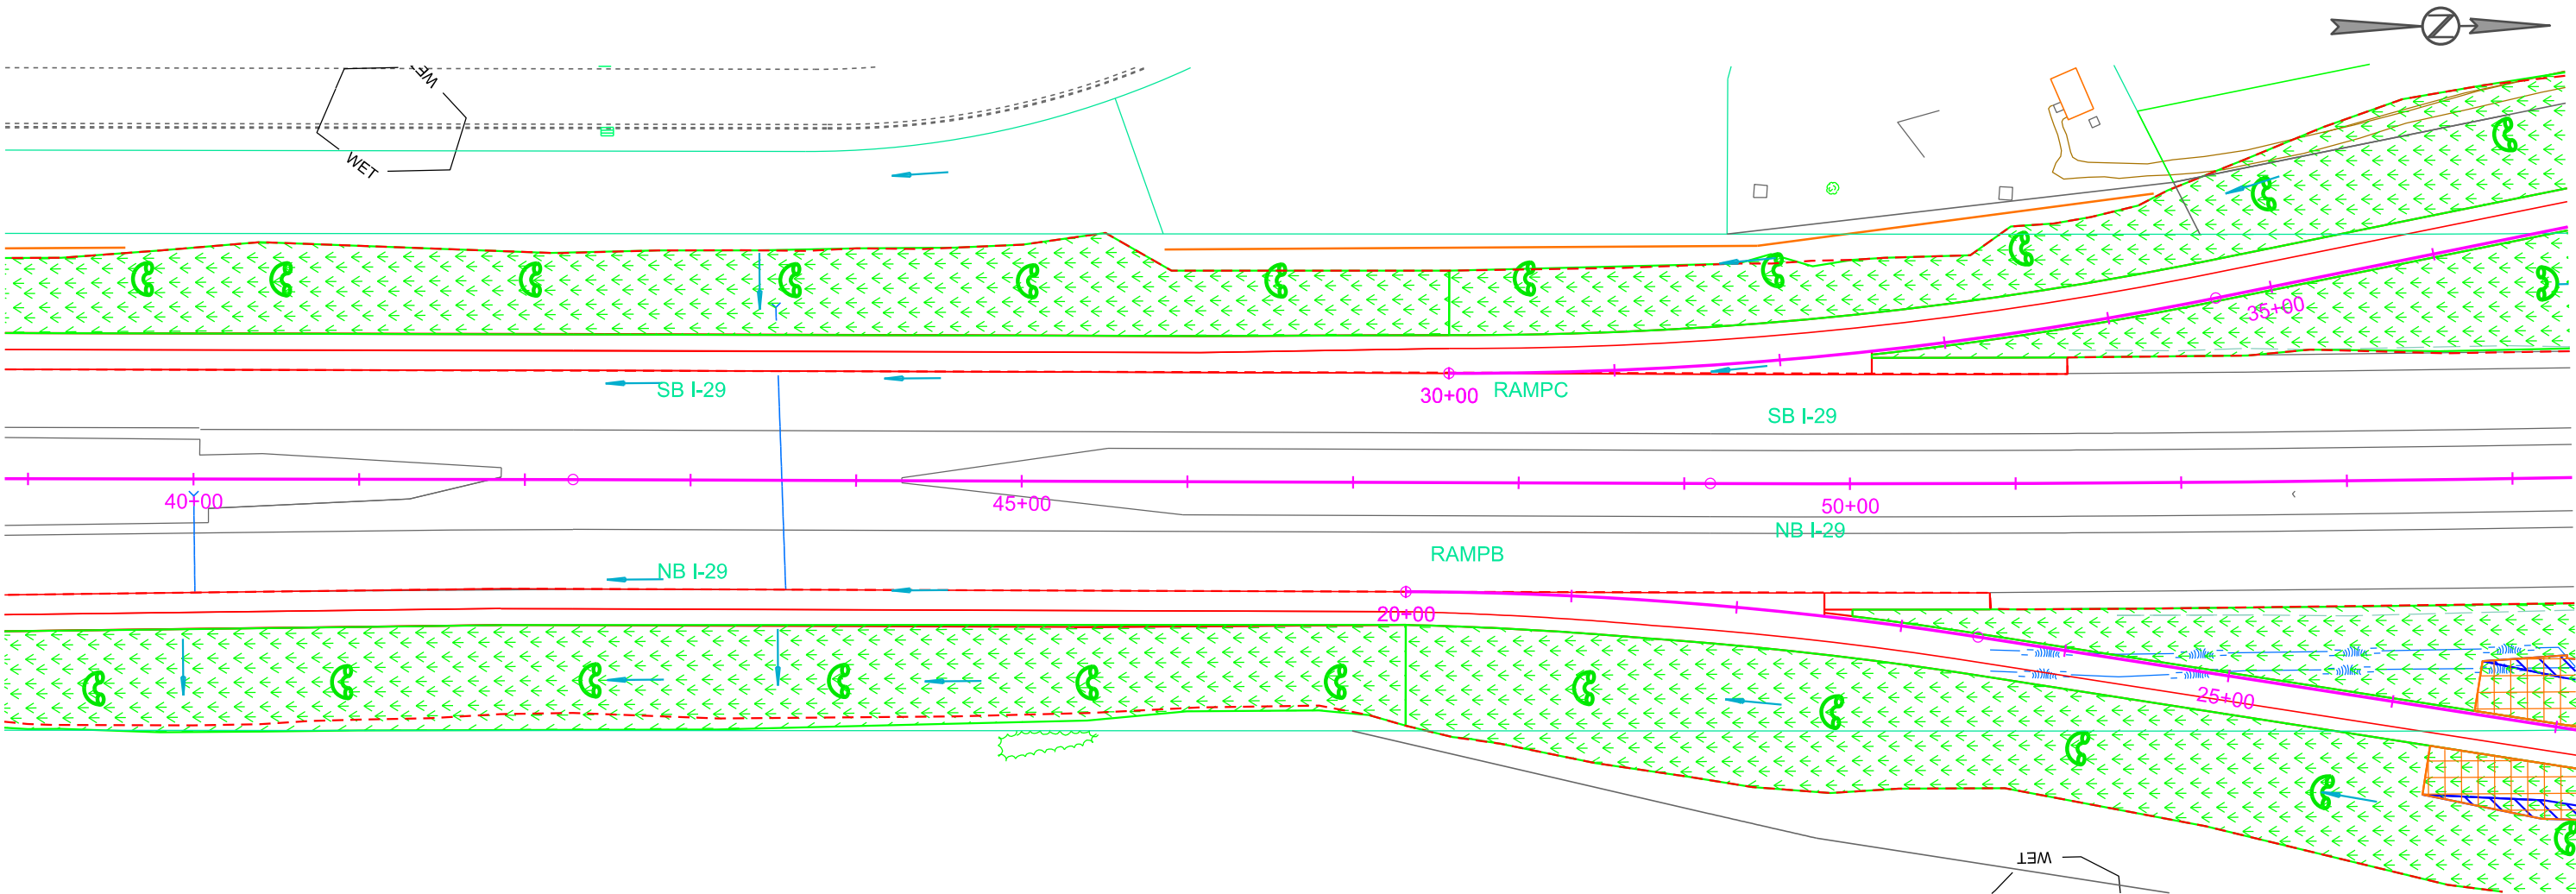 Z
WET
WET
35+00
SB I-29
30+00
RAMPC
SB I-29
40+00
45+00
50+00
NB I-29
RAMPB
NB I-29
20+00
25+00
WET